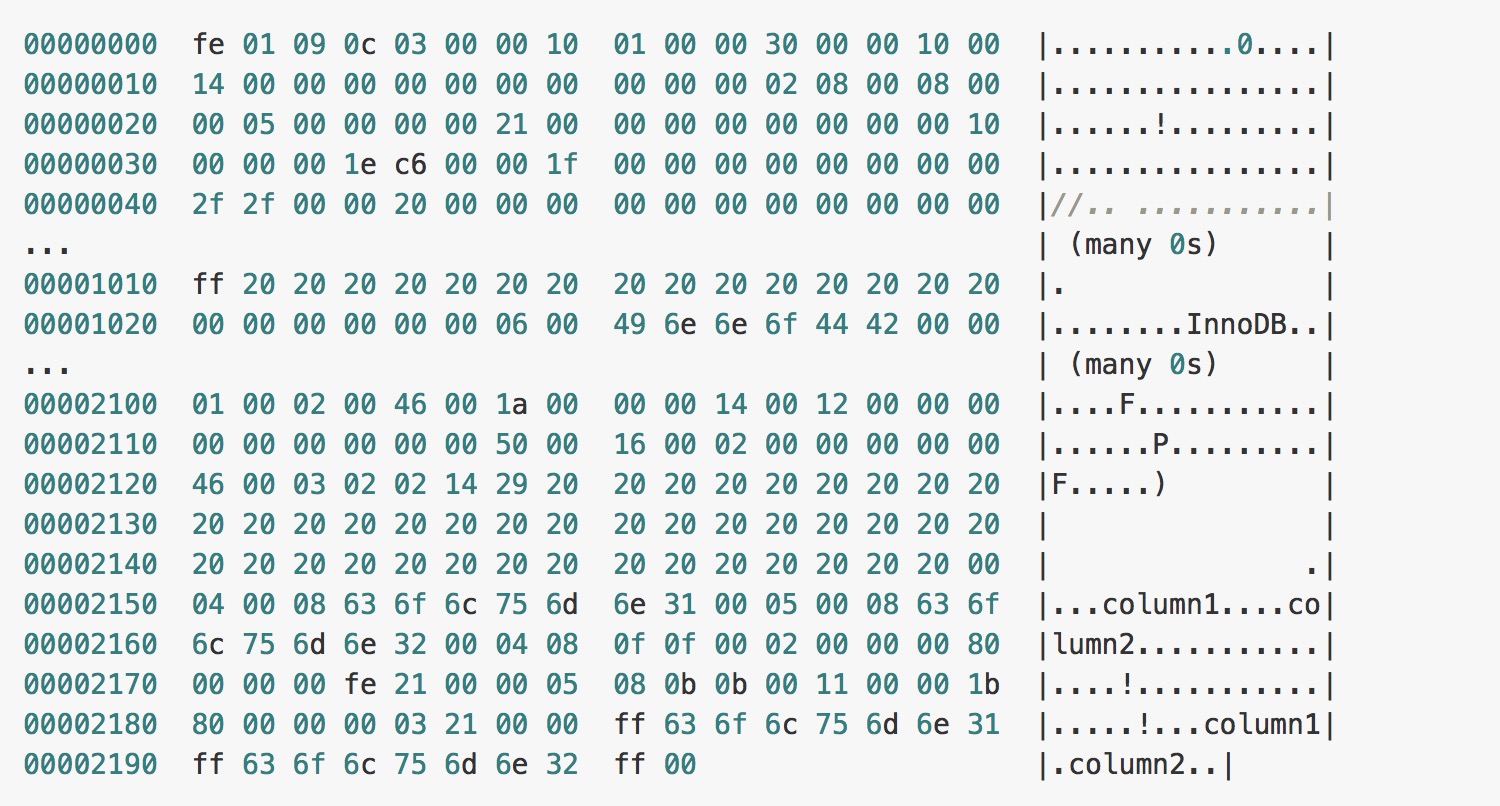 00000000  fe 01 09 0c 03 00 00 10  01 00 00 30 00 00 10 00  |...........0....|
00000010  14 00 00 00 00 00 00 00  00 00 00 02 08 00 08 00  |................|
00000020  00 05 00 00 00 00 21 00  00 00 00 00 00 00 00 10  |......!.........|
00000030  00 00 00 1e c6 00 00 1f  00 00 00 00 00 00 00 00  |................|
00000040  2f 2f 00 00 20 00 00 00  00 00 00 00 00 00 00 00  |//.. ...........|
...                                                         | (many 0s)       |
00001010  ff 20 20 20 20 20 20 20  20 20 20 20 20 20 20 20  |.               |
00001020  00 00 00 00 00 00 06 00  49 6e 6e 6f 44 42 00 00  |........InnoDB..|
...                                                         | (many 0s)       |
00002100  01 00 02 00 46 00 1a 00  00 00 14 00 12 00 00 00  |....F...........|
00002110  00 00 00 00 00 00 50 00  16 00 02 00 00 00 00 00  |......P.........|
00002120  46 00 03 02 02 14 29 20  20 20 20 20 20 20 20 20  |F.....)         |
00002130  20 20 20 20 20 20 20 20  20 20 20 20 20 20 20 20  |                |
00002140  20 20 20 20 20 20 20 20  20 20 20 20 20 20 20 00  |               .|
00002150  04 00 08 63 6f 6c 75 6d  6e 31 00 05 00 08 63 6f  |...column1....co|
00002160  6c 75 6d 6e 32 00 04 08  0f 0f 00 02 00 00 00 80  |lumn2...........|
00002170  00 00 00 fe 21 00 00 05  08 0b 0b 00 11 00 00 1b  |....!...........|
00002180  80 00 00 00 03 21 00 00  ff 63 6f 6c 75 6d 6e 31  |.....!...column1|
00002190  ff 63 6f 6c 75 6d 6e 32  ff 00                    |.column2..|